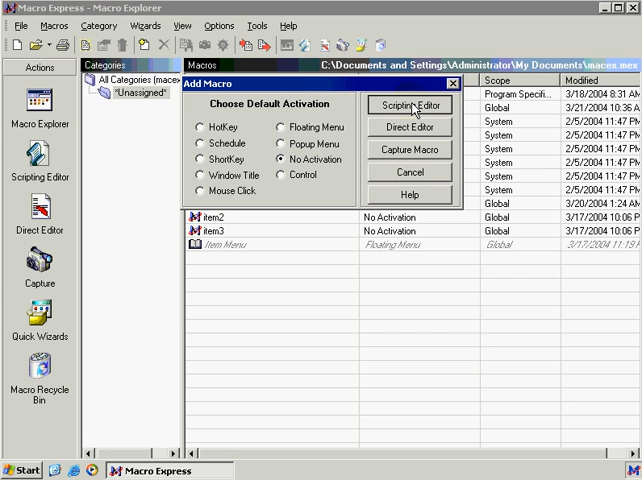 Macro Express - Macro Explorer
File Macros Category Wizards View Options Tools Help
Actions
Categories
Macros C:\Documents and Settings\Administrator\My Documents\macex.mex
Scope Modified
All Categories (macex
"Unassigned"
Add Macro
Choose Default Activation
HotKey
Schedule
ShortKey
Window Title
Mouse Click
Floating Menu
Popup Menu
No Activation
Control
Scripting Editor
Direct Editor
Capture Macro
Cancel
Help
Program Specifi... 3/18/2004 8:31 AM
Global 3/21/2004 10:36 A
System 2/5/2004 11:47 PM
System 2/5/2004 11:47 PM
System 2/5/2004 11:47 PM
System 2/5/2004 11:47 PM
System 2/5/2004 11:47 PM
System 2/5/2004 11:47 PM
Global 3/20/2004 1:24 AM
item2 No Activation Global 3/17/2004 10:06 P
item3 No Activation Global 3/17/2004 10:06 P
Item Menu Floating Menu Global 3/17/2004 11:19 P
Macro Explorer
Scripting Editor
Direct Editor
Capture
Quick Wizards
Macro Recycle
Bin
Start
Macro Express